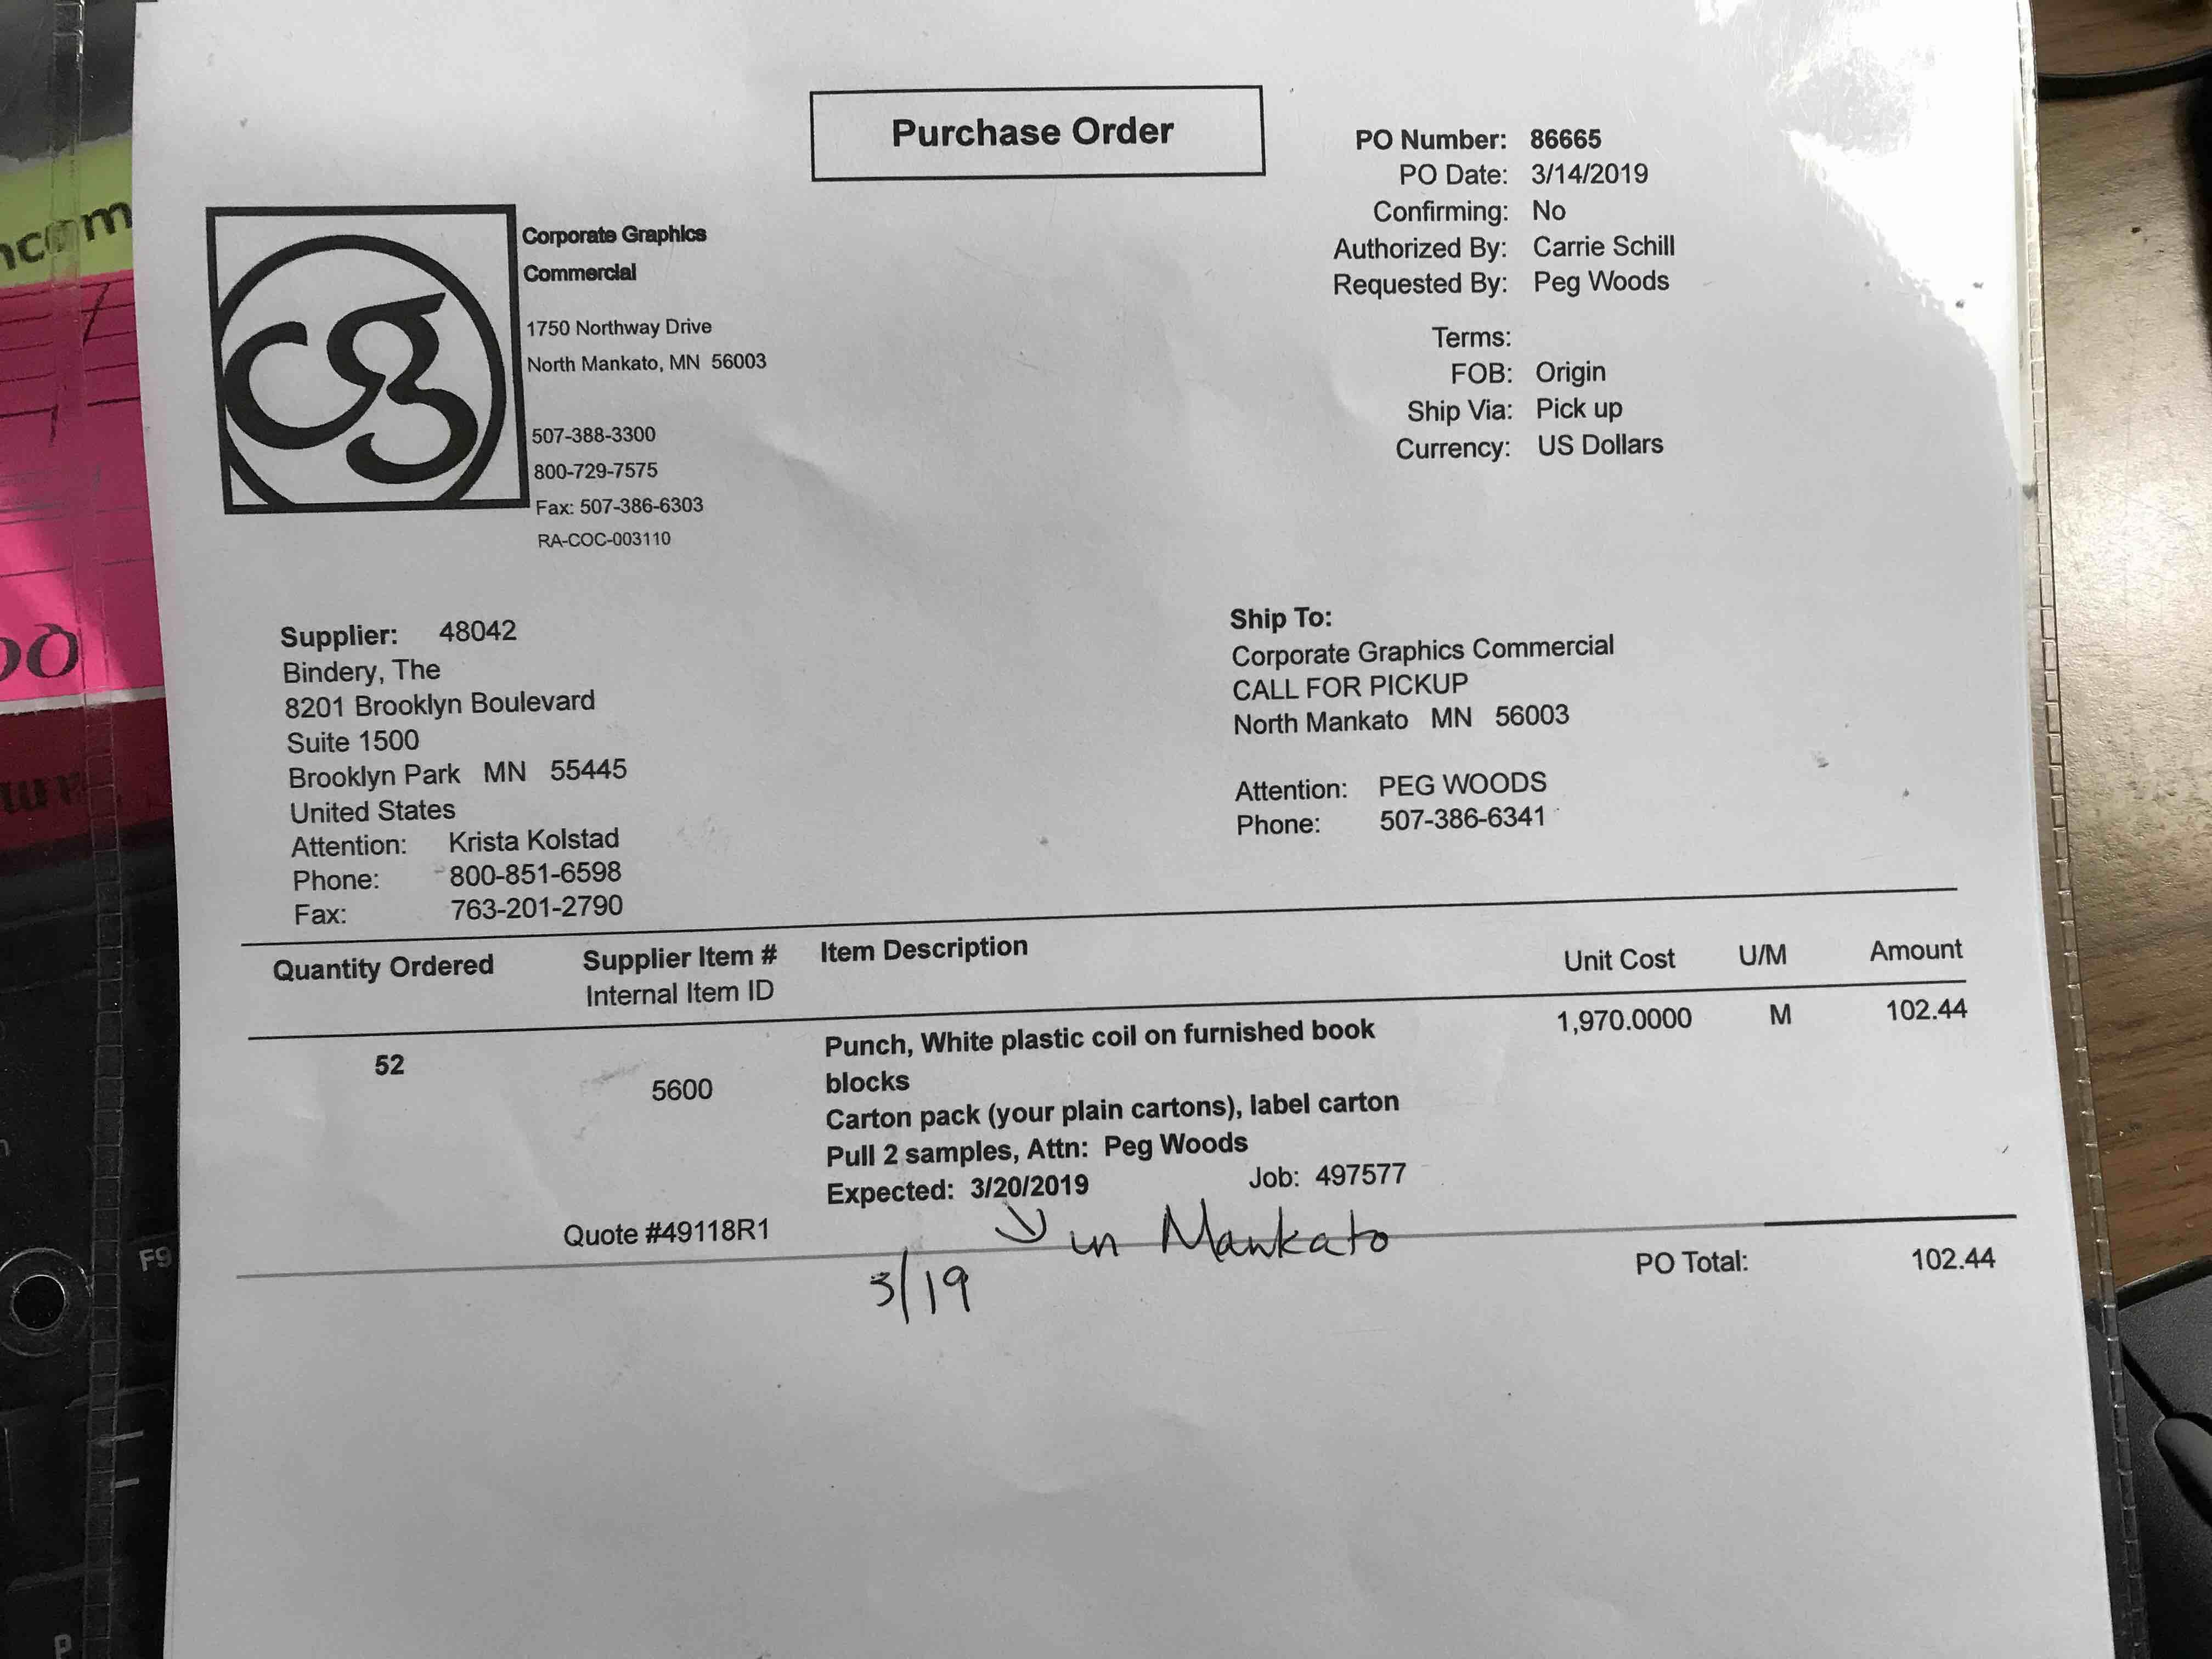 Purchase Order
PO Number: 86665
PO Date: 3/14/2019
Confirming: No
Authorized By: Carrie Schill
Requested By: Peg Woods
Terms:
FOB: Origin
Ship Via: Pick up
Currency: US Dollars
cg
Corporate Graphics
Commercial
1750 Northway Drive
North Mankato, MN 56003
507-388-3300
800-729-7575
Fax: 507-386-6303
RA-COC-003110
Supplier: 48042
Bindery, The
8201 Brooklyn Boulevard
Suite 1500
Brooklyn Park MN 55445
United States
Attention: Krista Kolstad
Phone: 800-851-6598
Fax: 763-201-2790
Ship To:
Corporate Graphics Commercial
CALL FOR PICKUP
North Mankato MN 56003
Attention: PEG WOODS
Phone: 507-386-6341
Quantity Ordered Supplier Item # Item Description Unit Cost U/M Amount
Internal Item ID
52 Punch, White plastic coil on furnished book 1,970.0000 M 102.44
5600 blocks
Carton pack (your plain cartons), label carton
Pull 2 samples, Attn: Peg Woods
Expected: 3/20/2019 Job: 497577
Quote #49118R1
in Mankato
3/19
PO Total: 102.44
F9
P